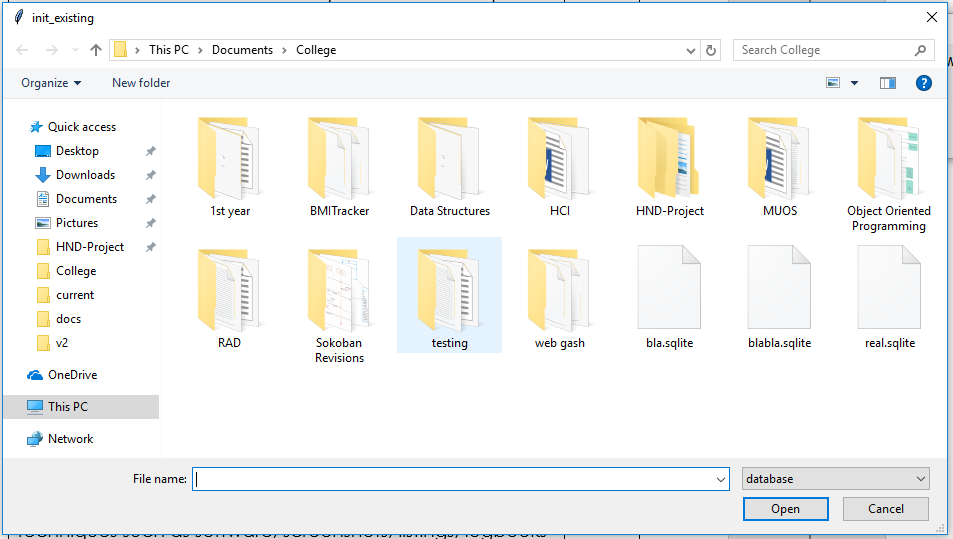 init_existing
This PC
Documents
College
Search College
Organize
New folder
Quick access
Desktop
Downloads
Documents
Pictures
HND-Project
College
current
docs
v2
OneDrive
This PC
Network
1st year
BMITracker
Data Structures
HCI
HND-Project
MUOS
Object Oriented
Programming
RAD
Sokoban
Revisions
testing
web gash
bla.sqlite
blabla.sqlite
real.sqlite
File name:
database
Open
Cancel